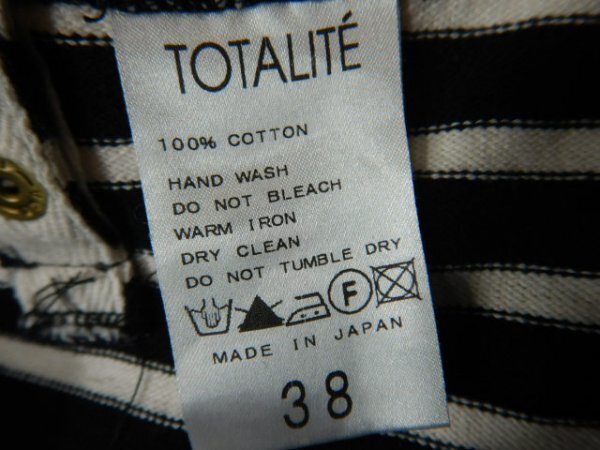 TOTALITÉ
100% COTTON
HAND WASH
DO NOT BLEACH
WARM IRON
DRY CLEAN
DO NOT TUMBLE DRY
F
MADE IN JAPAN
38